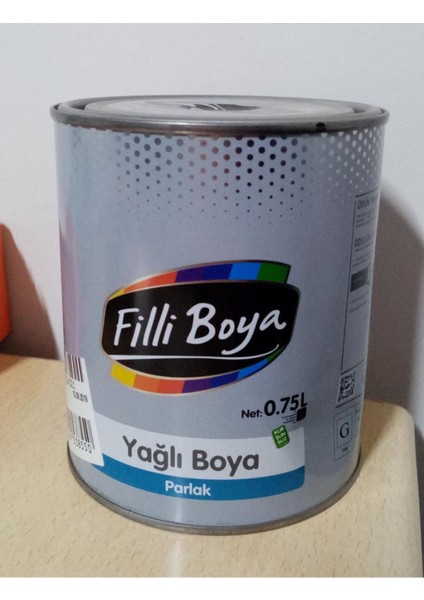 Filli Boya
Net: 0.75L
Yağlı Boya
Parlak
G